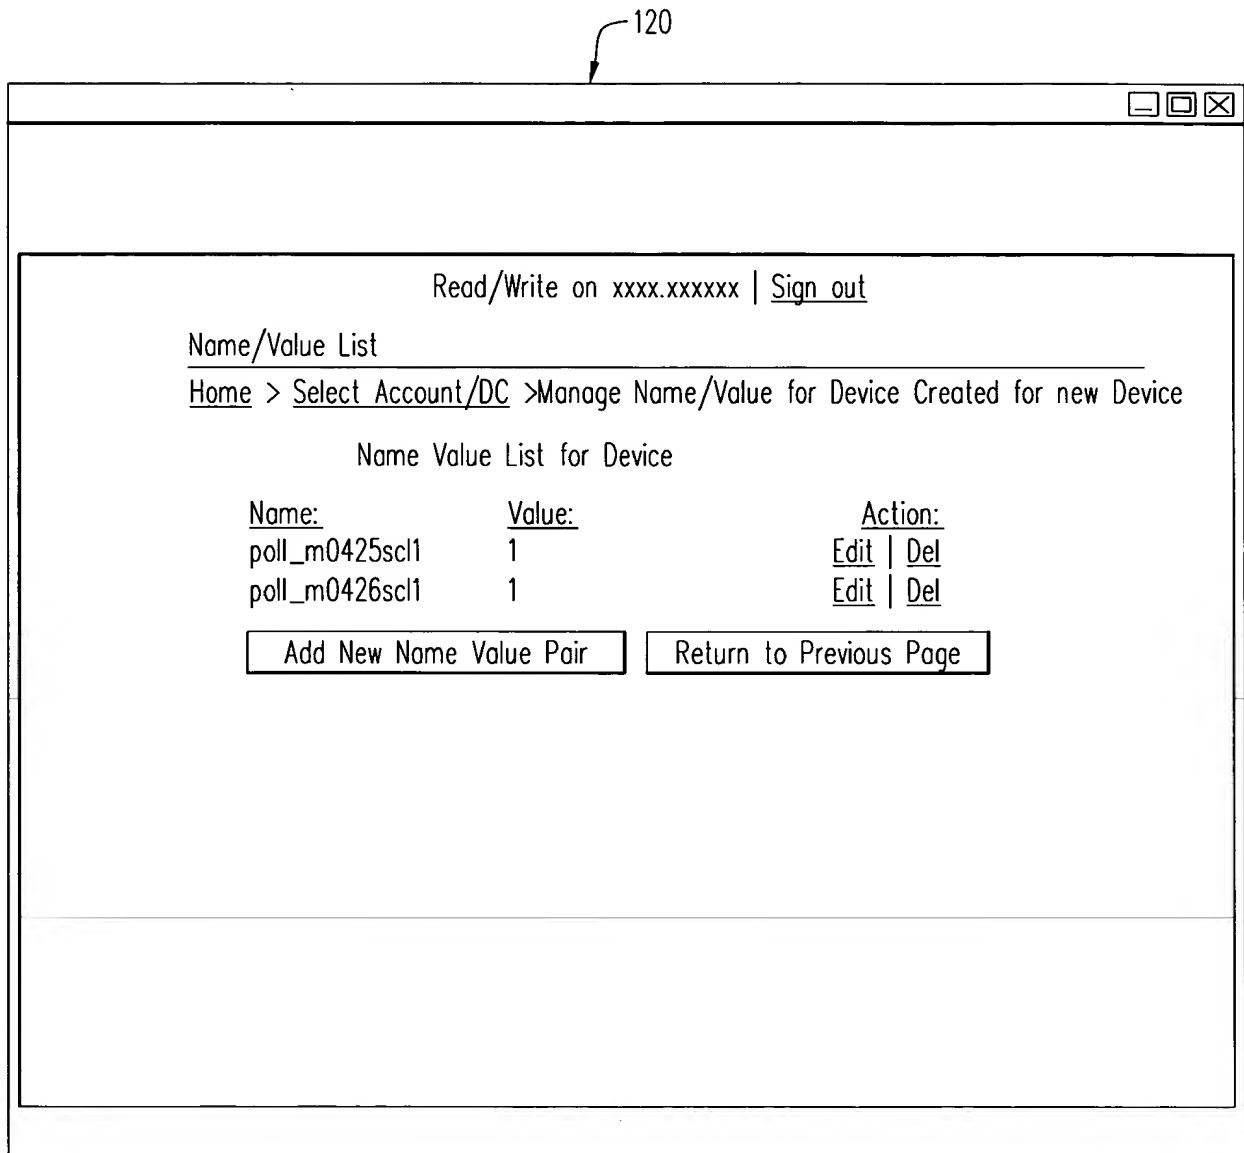 120
Read/Write on xxxx.xxxxxx | Sign out
Name/Value List
Home > Select Account/DC >Manage Name/Value for Device Created for new Device
Name Value List for Device
Name: Value: Action:
poll_m0425scl1 1 Edit | Del
poll_m0426scl1 1 Edit | Del
Add New Name Value Pair Return to Previous Page